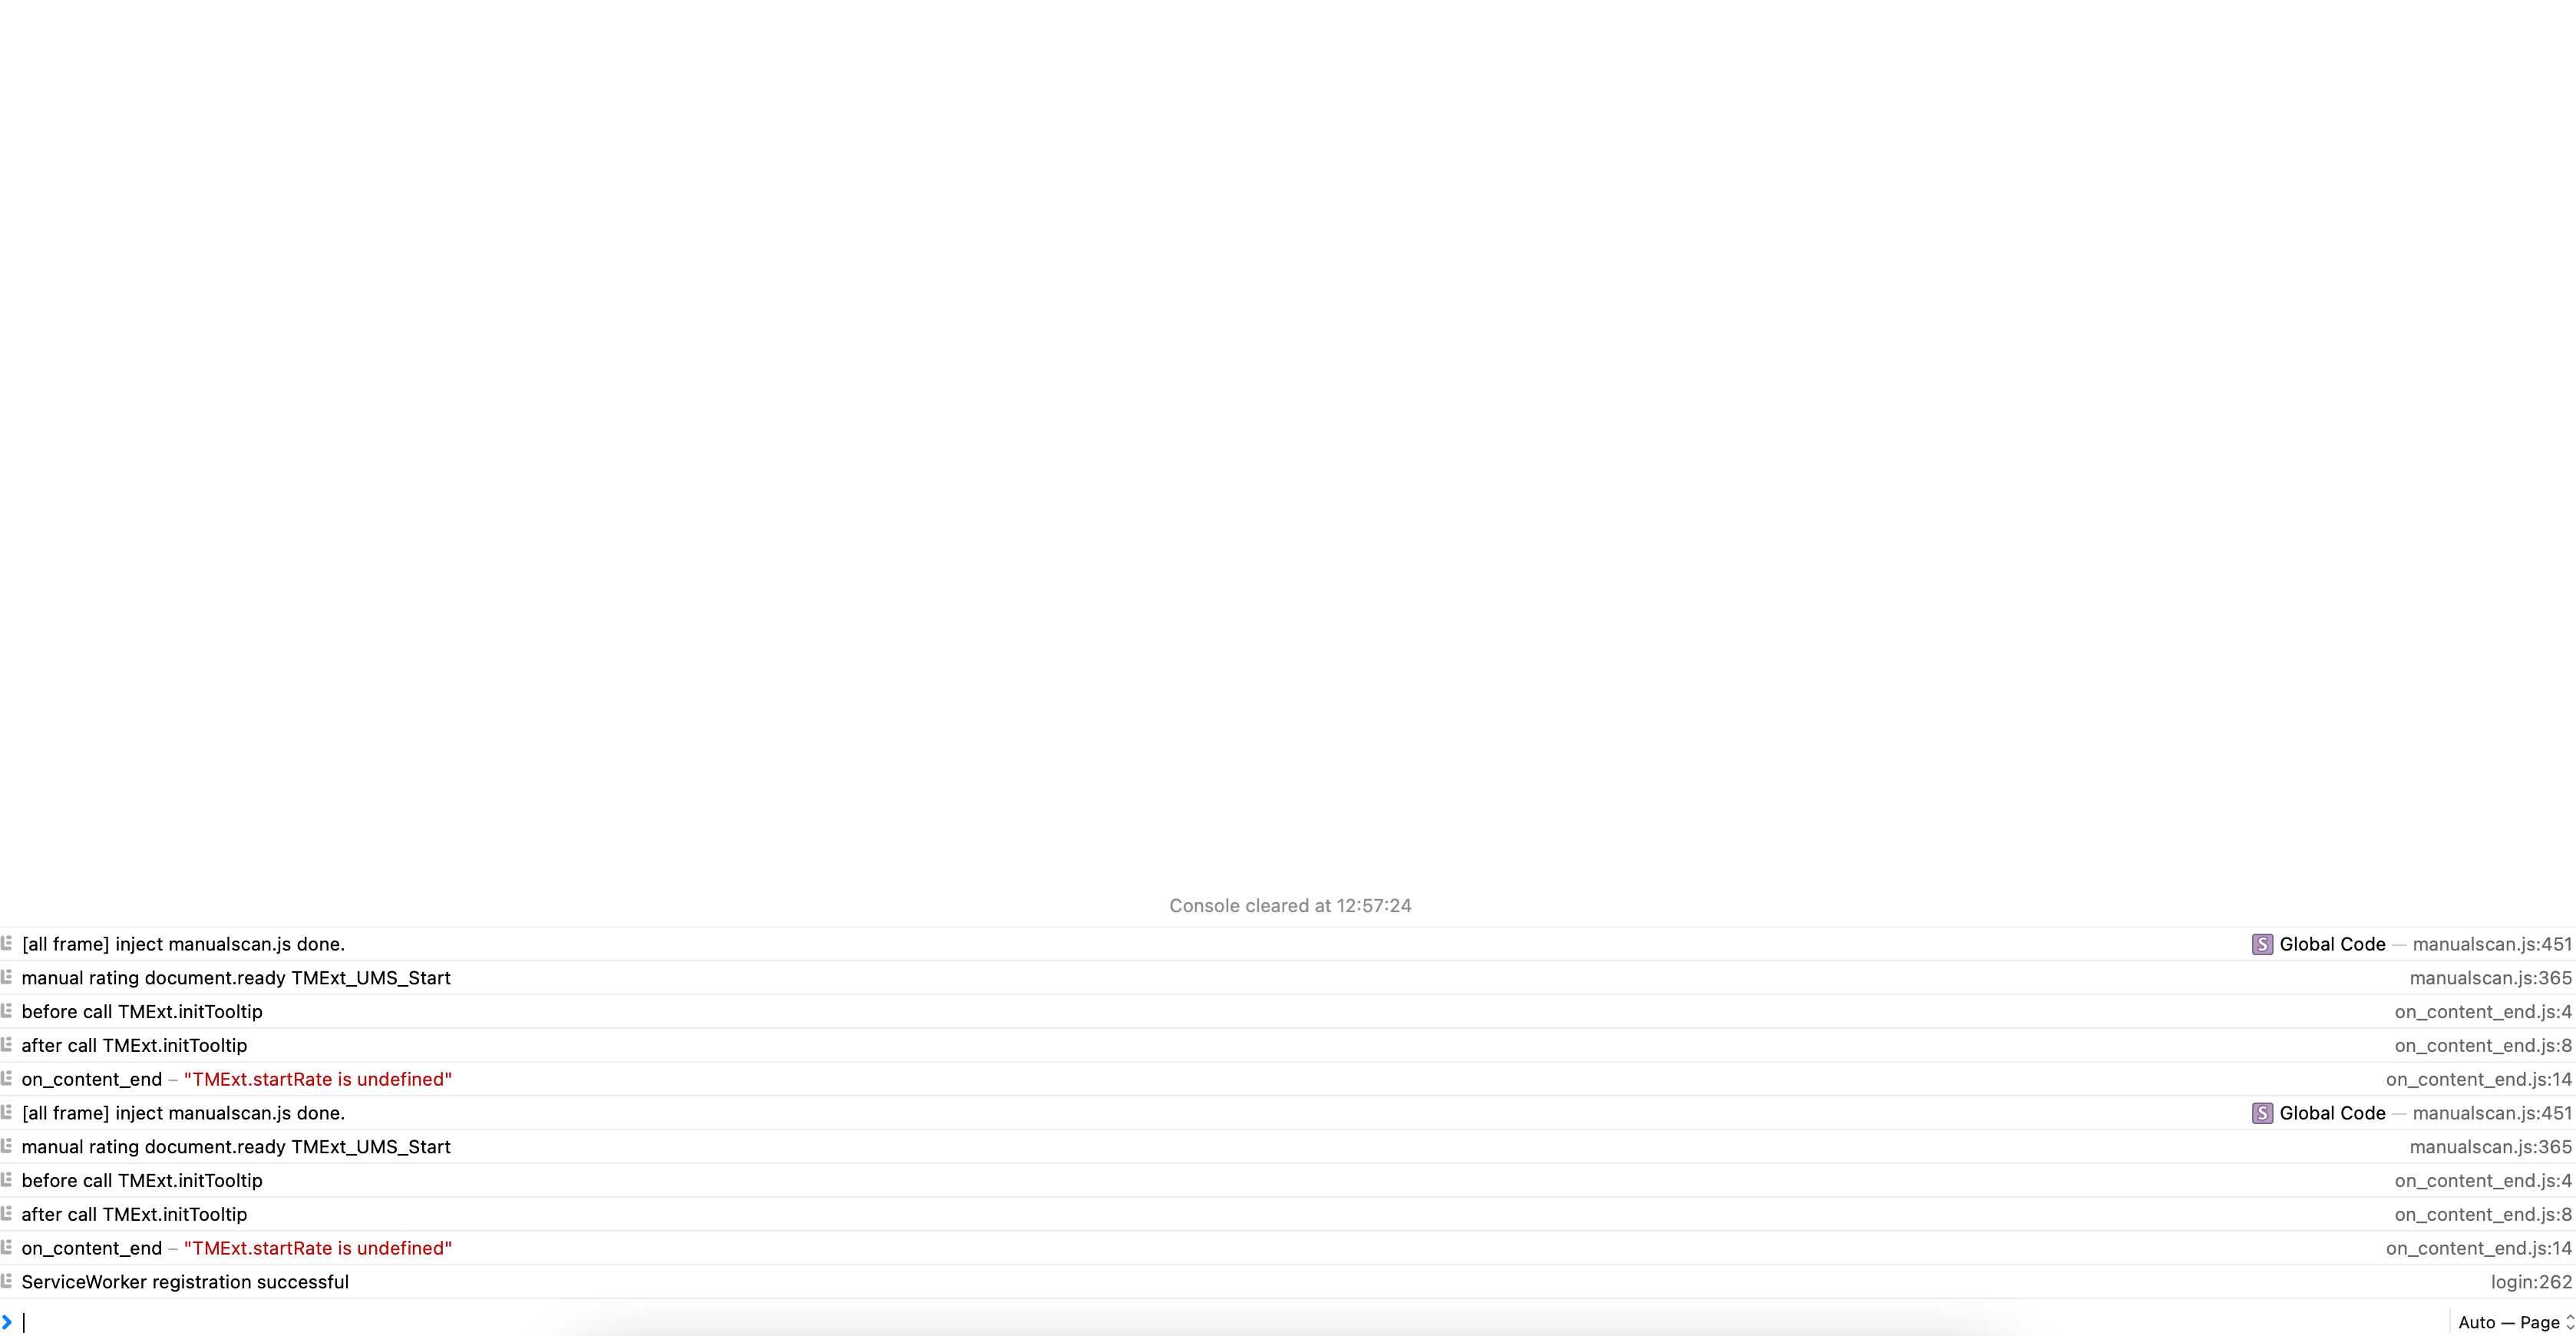 Console cleared at 12:57:24
[all frame] inject manualscan.js done. S Global Code — manualscan.js:451
manual rating document.ready TMExt_UMS_Start manualscan.js:365
before call TMExt.initTooltip on_content_end.js:4
after call TMExt.initTooltip on_content_end.js:8
on_content_end – "TMExt.startRate is undefined" on_content_end.js:14
[all frame] inject manualscan.js done. S Global Code — manualscan.js:451
manual rating document.ready TMExt_UMS_Start manualscan.js:365
before call TMExt.initTooltip on_content_end.js:4
after call TMExt.initTooltip on_content_end.js:8
on_content_end – "TMExt.startRate is undefined" on_content_end.js:14
ServiceWorker registration successful login:262
Auto — Page